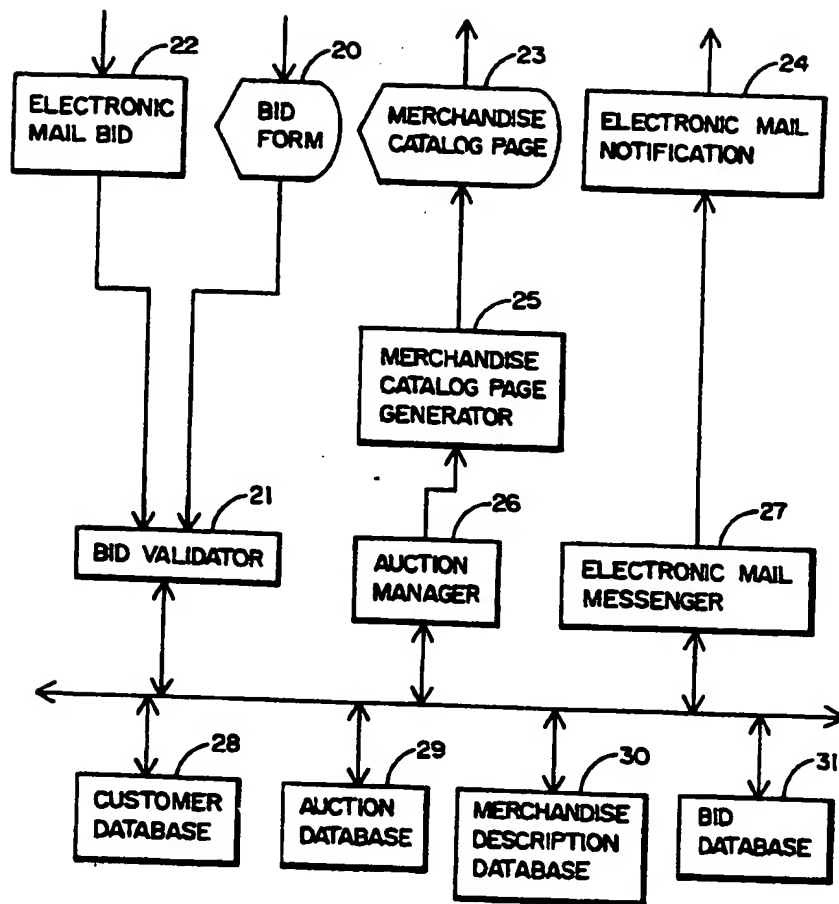 22
20
23
24
ELECTRONIC
MAIL BID
BID
FORM
MERCHANDISE
CATALOG PAGE
ELECTRONIC MAIL
NOTIFICATION
25
MERCHANDISE
CATALOG PAGE
GENERATOR
21
BID VALIDATOR
26
AUCTION
MANAGER
27
ELECTRONIC MAIL
MESSENGER
28
CUSTOMER
DATABASE
29
AUCTION
DATABASE
30
MERCHANDISE
DESCRIPTION
DATABASE
31
BID
DATABASE